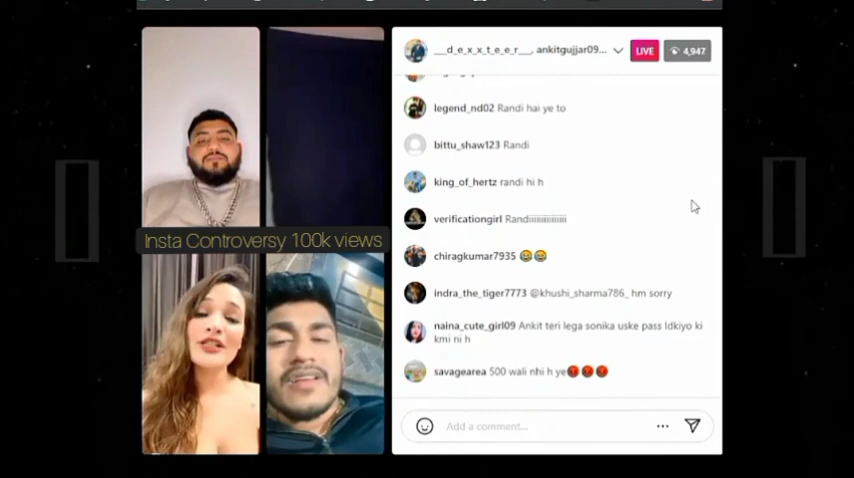 ___d_e_x_x_t_e_e_r___, ankitgujjar09...
LIVE
4,947
legend_nd02 Randi hai ye to
bittu_shaw123 Randi
king_of_hertz randi hi h
verificationgirl
chiragkumar7935 😂😂
Insta Controversy 100k views
indra_the_tiger7773 @khushi_sharma786_ hm sorry
naina_cute_girl09 Ankit teri lega sonika uske pass ldkiyo ki
kmi ni h
savagearea 500 wali nhi h ye😡😡😡
Add a comment...